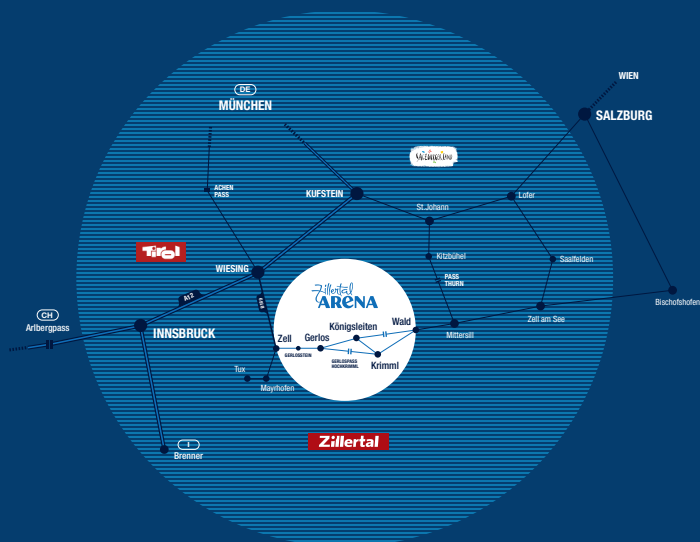 WIEN
DE
MÜNCHEN
SALZBURG
SALZBURGERLAND
ACHEN
PASS
KUFSTEIN
Lofer
St.Johann
Tirol
WIESING
Kitzbühel
Saalfelden
PASS
THURN
Zillertal
ARENA
A12
CH
Arlbergpass
INNSBRUCK
Bischofshofen
Zell am See
Mittersill
Wald
Königsleiten
Zell
Gerlos
GERLOSSTEIN
GERLOSPASS
HOCHKRIMML
Krimml
Tux
Mayrhofen
Zillertal
I
Brenner